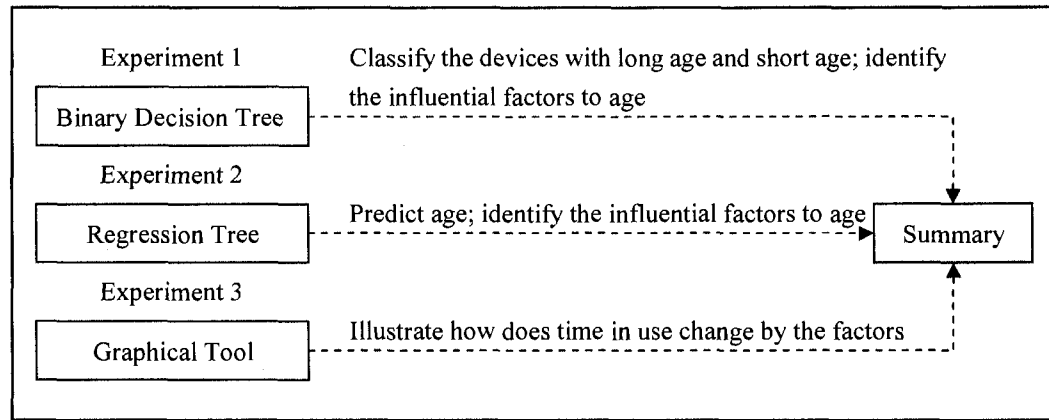 Experiment 1
Classify the devices with long age and short age; identify
the influential factors to age
Binary Decision Tree
Experiment 2
Predict age; identify the influential factors to age
Regression Tree
Summary
Experiment 3
Illustrate how does time in use change by the factors
Graphical Tool